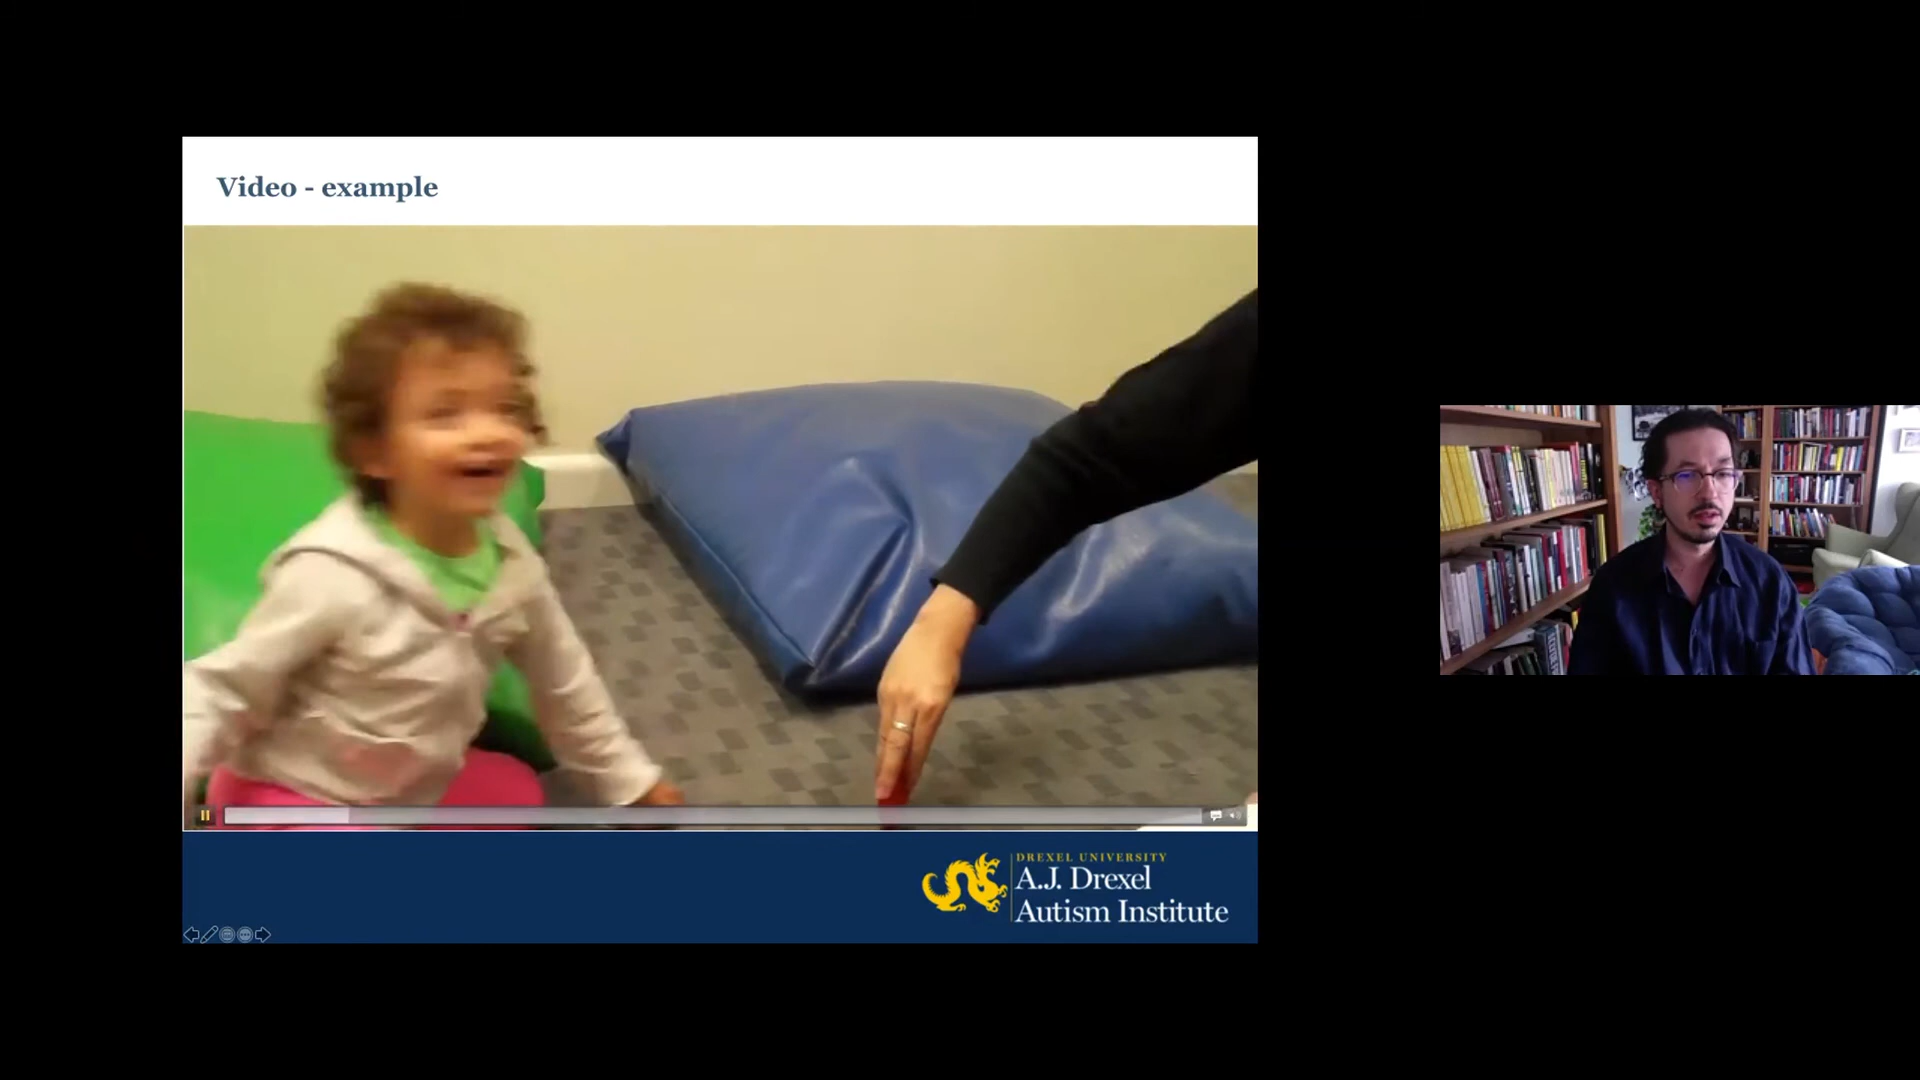 Video - example
DREXEL UNIVERSITY
A.J. Drexel
Autism Institute